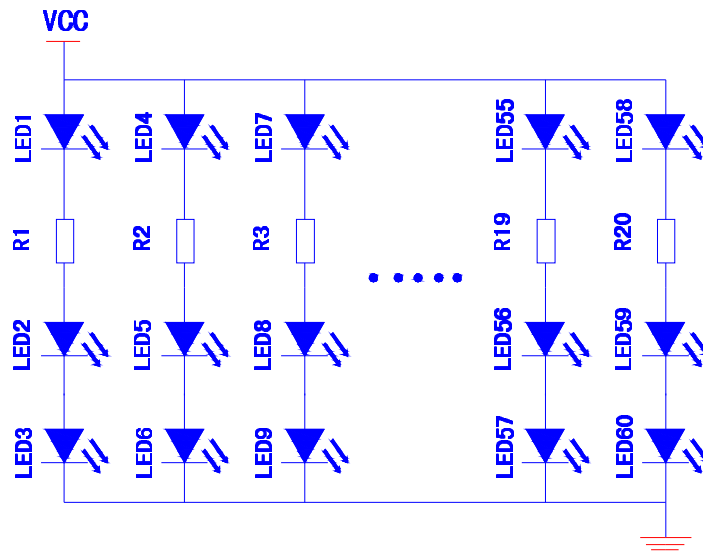 VCC
LED1 LED4 LED7 LED55 LED58
R1 R2 R3 R19 R20
LED2 LED5 LED8 LED56 LED59
LED3 LED6 LED9 LED57 LED60